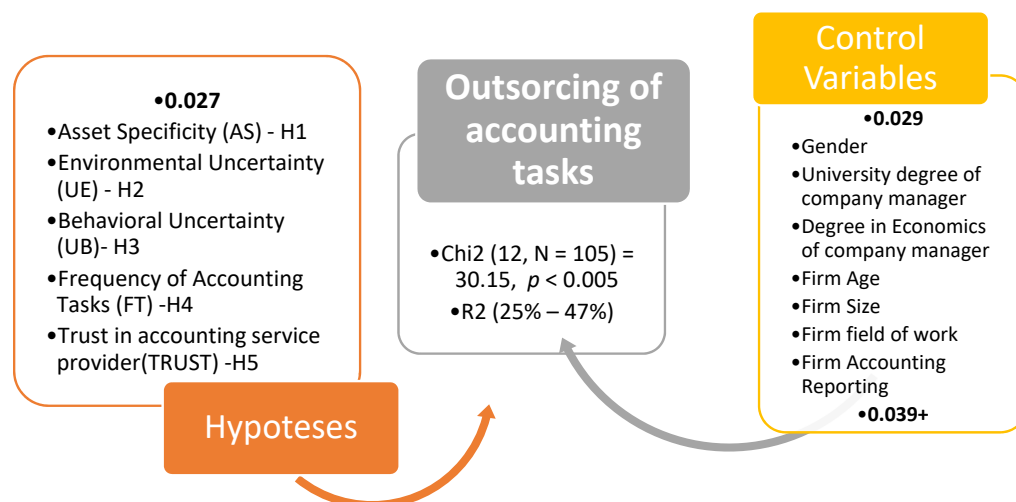 •0.027
•Asset Specificity (AS) - H1
•Environmental Uncertainty
(UE) - H2
•Behavioral Uncertainty
(UB)- H3
•Frequency of Accounting
Tasks (FT) -H4
•Trust in accounting service
provider(TRUST) -H5
Hypoteses
Outsorcing of
accounting
tasks
•Chi2 (12, N = 105) =
30.15, p < 0.005
•R2 (25% – 47%)
Control
Variables
•0.029
•Gender
•University degree of
company manager
•Degree in Economics
of company manager
•Firm Age
•Firm Size
•Firm field of work
•Firm Accounting
Reporting
•0.039+